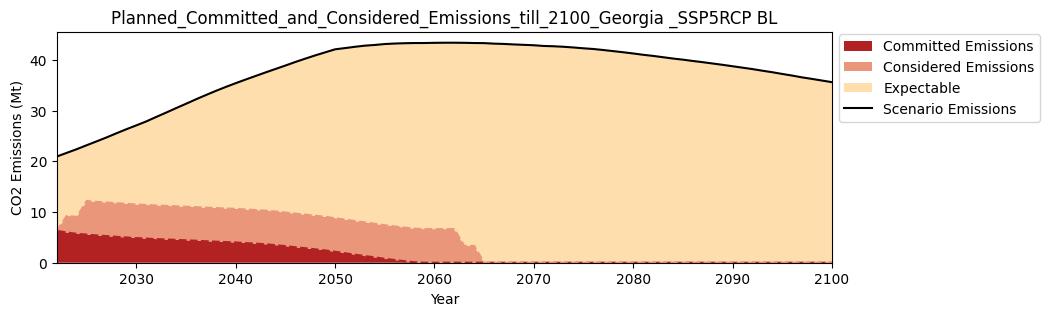 Planned_Committed_and_Considered_Emissions_till_2100_Georgia _SSP5RCP BL
CO2 Emissions (Mt)
40
30
20
10
0
2030 2040 2050 2060 2070 2080 2090 2100
Year
Committed Emissions
Considered Emissions
Expectable
Scenario Emissions